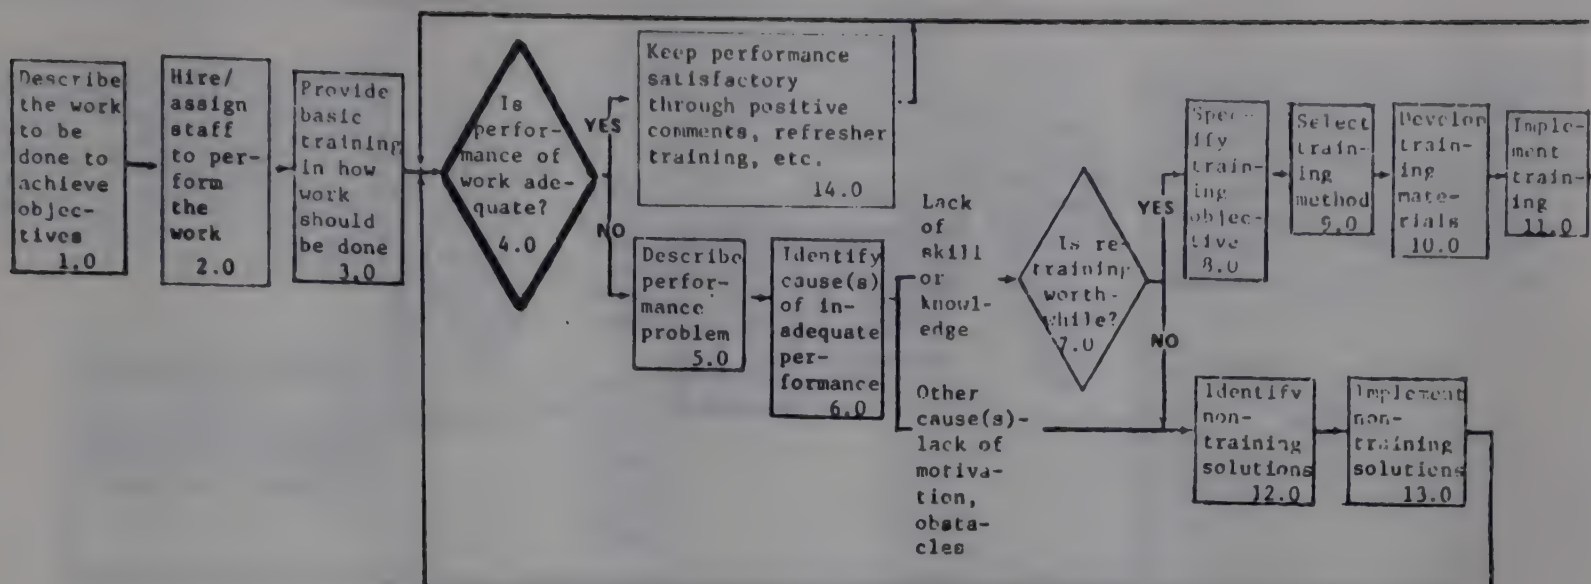 Describe
the work
to be
done to
achieve
objec-
tives
1.0
Hire/
assign
staff
to per-
form
the
work
2.0
Provide
basic
training
in how
work
should
be done
3.0
Is
perfor-
mance of
work ade-
quate?
4.0
YES
NO
Keep performance
satisfactory
through positive
comments, refresher
training, etc.
14.0
Describe
perfor-
mance
problem
5.0
Identify
cause(s)
of in-
adequate
per-
formance
6.0
Lack
of
skill
or
knowl-
edge
Other
cause(s)-
lack of
motiva-
tion,
obsta-
cles
Is re-
training
worth-
while?
7.0
YES
NO
Spec-
ify
train-
ing
objec-
tive
8.0
Select
train-
ing
method
9.0
Develop
train-
ing
mate-
rials
10.0
Imple-
ment
train-
ing
11.0
Identify
non-
training
solutions
12.0
Implement
non-
training
solutions
13.0